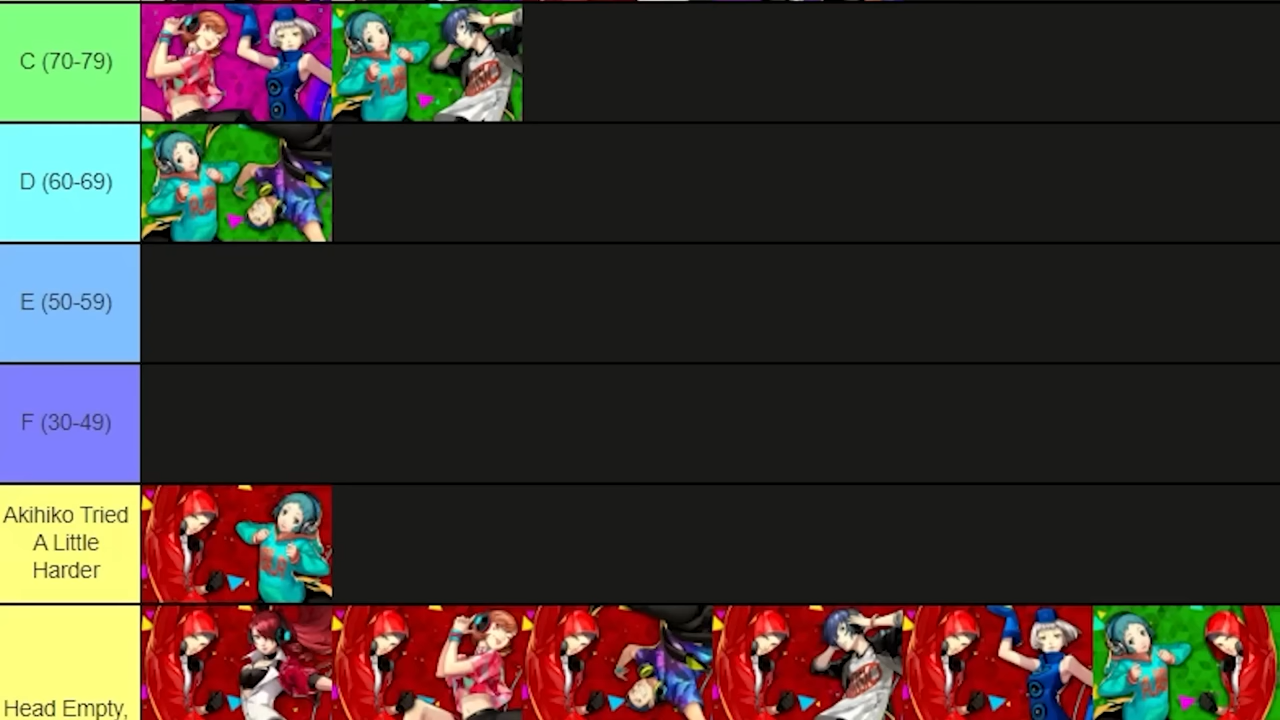 C (70-79)
D (60-69)
E (50-59)
F (30-49)
Akihiko Tried
A Little
Harder
Head Empty,